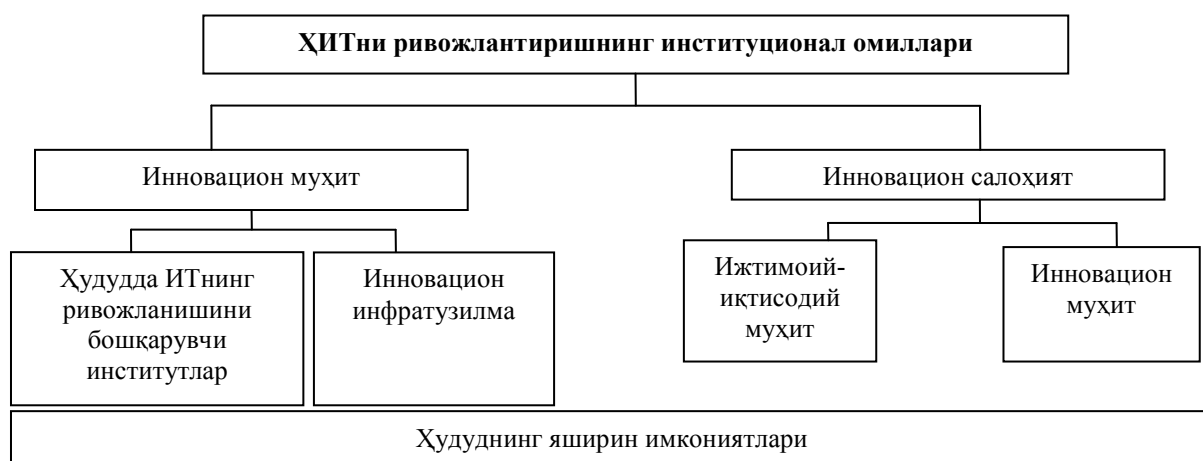 ҲИТни ривожлантиришнинг институционал омиллари
Инновацион муҳит
Инновацион салоҳият
Ҳудудда ИТнинг
ривожланишини
бошқарувчи
институтлар
Инновацион
инфратузилма
Ижтимоий-
иқтисодий
муҳит
Инновацион
муҳит
Ҳудуднинг яширин имкониятлари